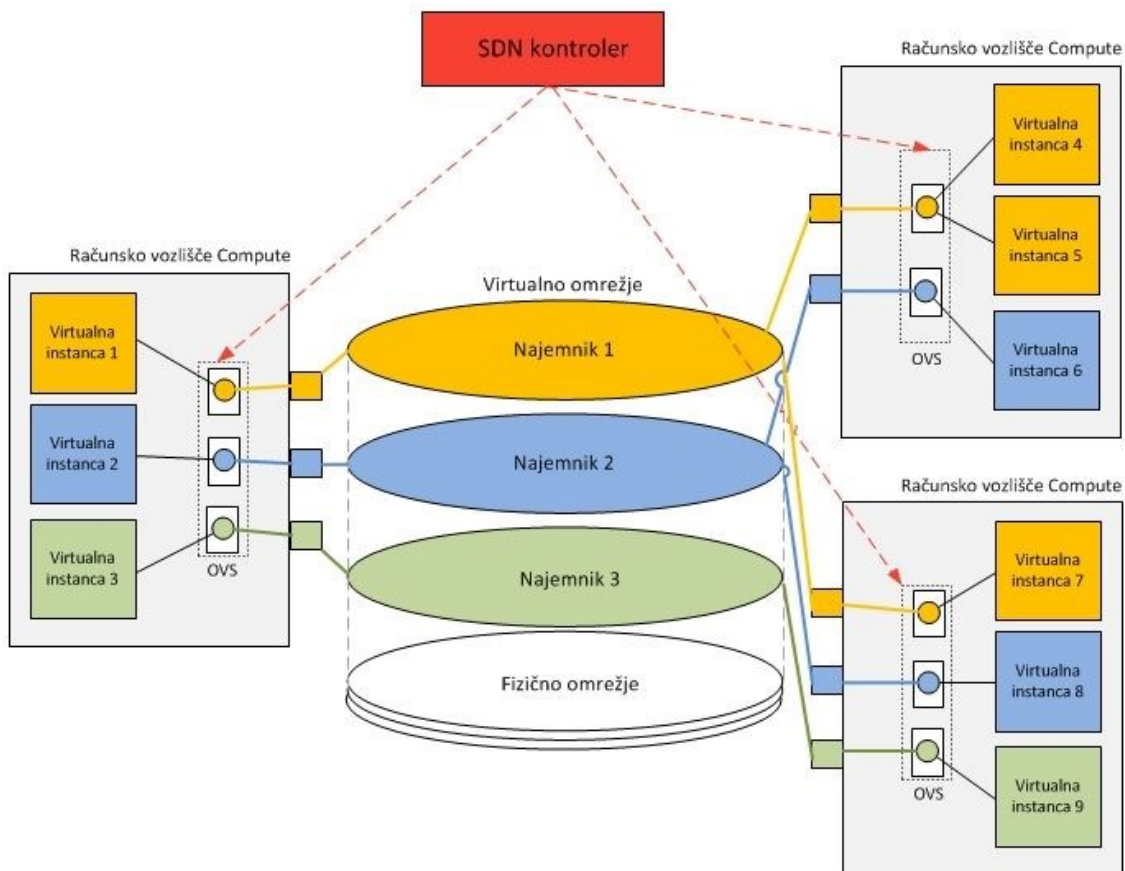 SDN kontroler
Računsko vozlišče Compute
Virtualna
instanca 4
Virtualna
instanca 5
Virtualna
instanca 6
OVS
Računsko vozlišče Compute
Virtualna
instanca 1
Virtualna
instanca 2
Virtualna
instanca 3
OVS
Virtualno omrežje
Najemnik 1
Najemnik 2
Najemnik 3
Fizično omrežje
Računsko vozlišče Compute
Virtualna
instanca 7
Virtualna
instanca 8
Virtualna
instanca 9
OVS